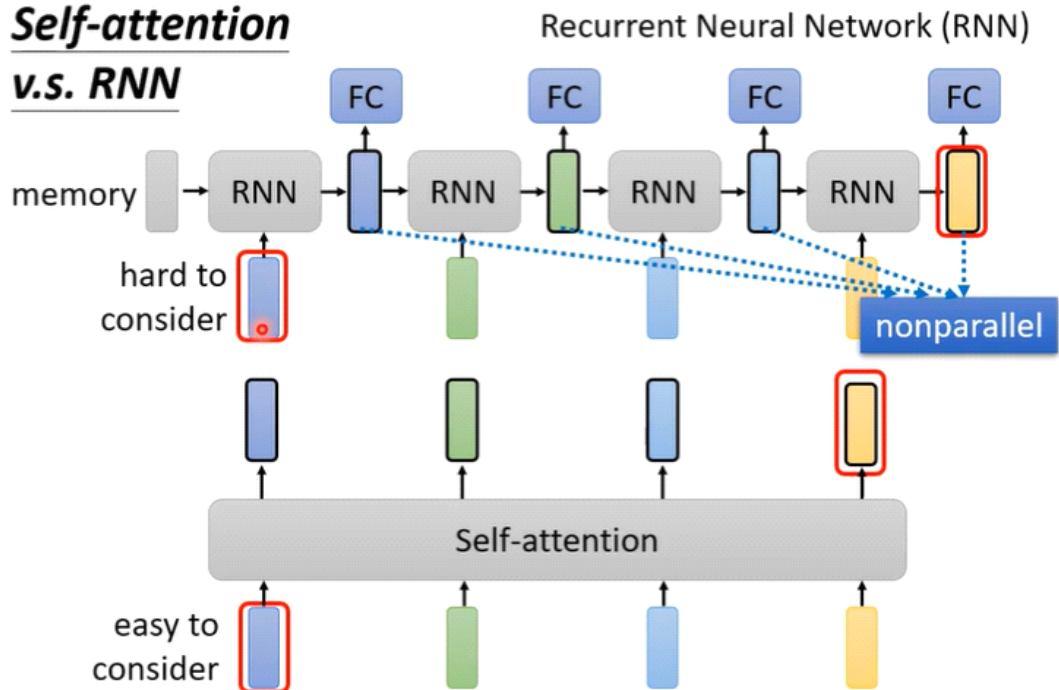 Self-attention
v.s. RNN
Recurrent Neural Network (RNN)
FC
FC
FC
FC
memory
RNN
RNN
RNN
RNN
hard to
consider
nonparallel
Self-attention
easy to
consider